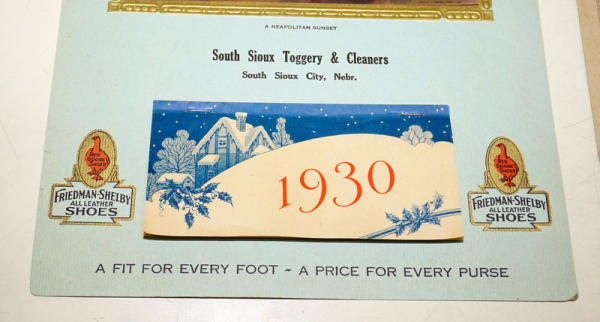 A NEAPOLITAN SUNSET
South Sioux Toggery & Cleaners
South Sioux City, Nebr.
1930
RED
GOOSE
SHOES
FRIEDMAN-SHELBY
ALL LEATHER
SHOES
RED
GOOSE
SHOES
FRIEDMAN-SHELBY
ALL LEATHER
SHOES
A FIT FOR EVERY FOOT ~ A PRICE FOR EVERY PURSE